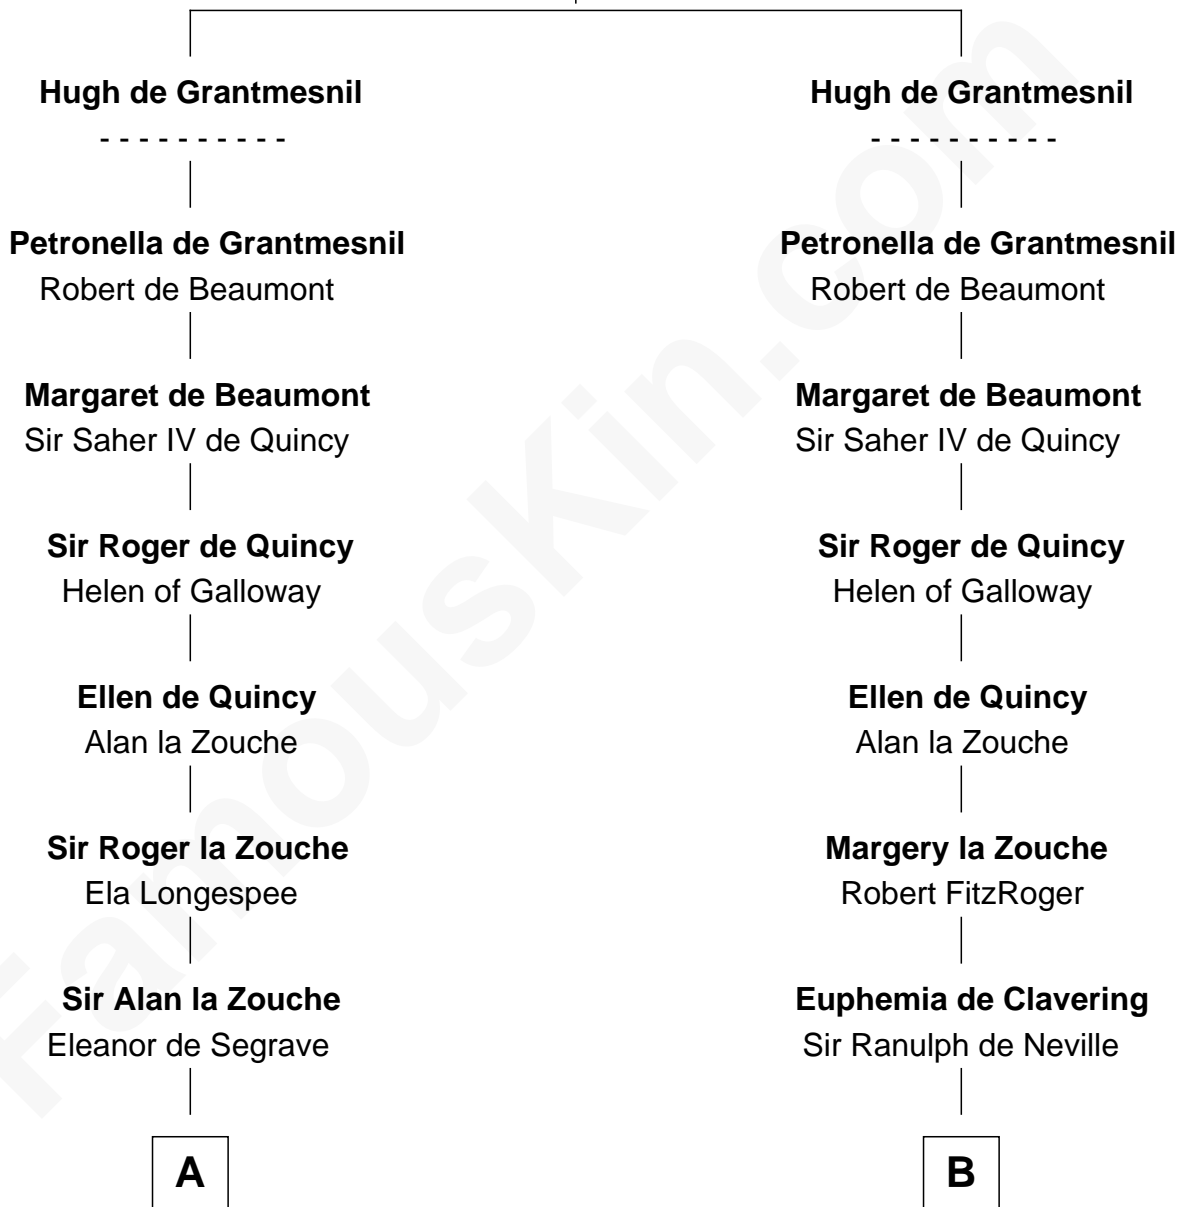 Hugh de Grantmesnil Hugh de Grantmesnil
- - - - - - - - - - - - - - - - - - - -
Petronella de Grantmesnil Petronella de Grantmesnil
Robert de Beaumont Robert de Beaumont
Margaret de Beaumont Margaret de Beaumont
Sir Saher IV de Quincy Sir Saher IV de Quincy
Sir Roger de Quincy Sir Roger de Quincy
Helen of Galloway Helen of Galloway
Ellen de Quincy Ellen de Quincy
Alan la Zouche Alan la Zouche
Sir Roger la Zouche Margery la Zouche
Ela Longespee Robert FitzRoger
Sir Alan la Zouche Euphemia de Clavering
Eleanor de Segrave Sir Ranulph de Neville
A B
FamousKin.com